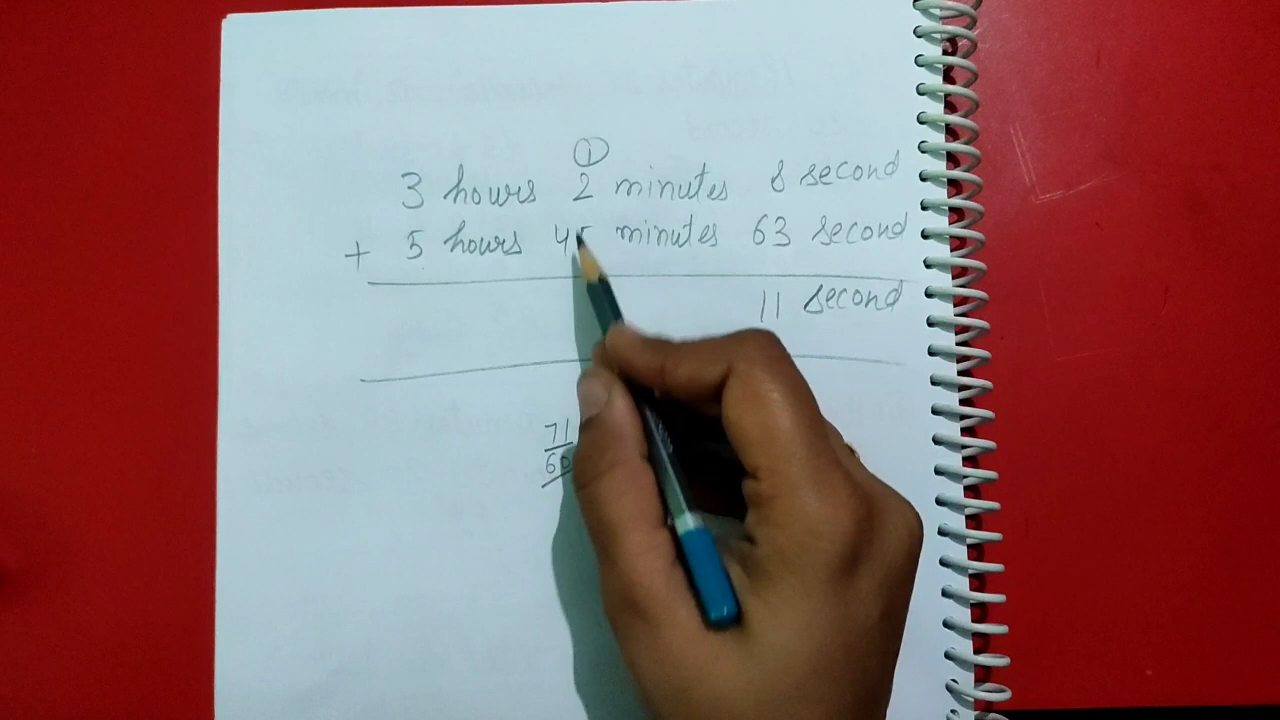 1
3 hours 2 minutes 8 second
+ 5 hours 45 minutes 63 second
11 second
71
60